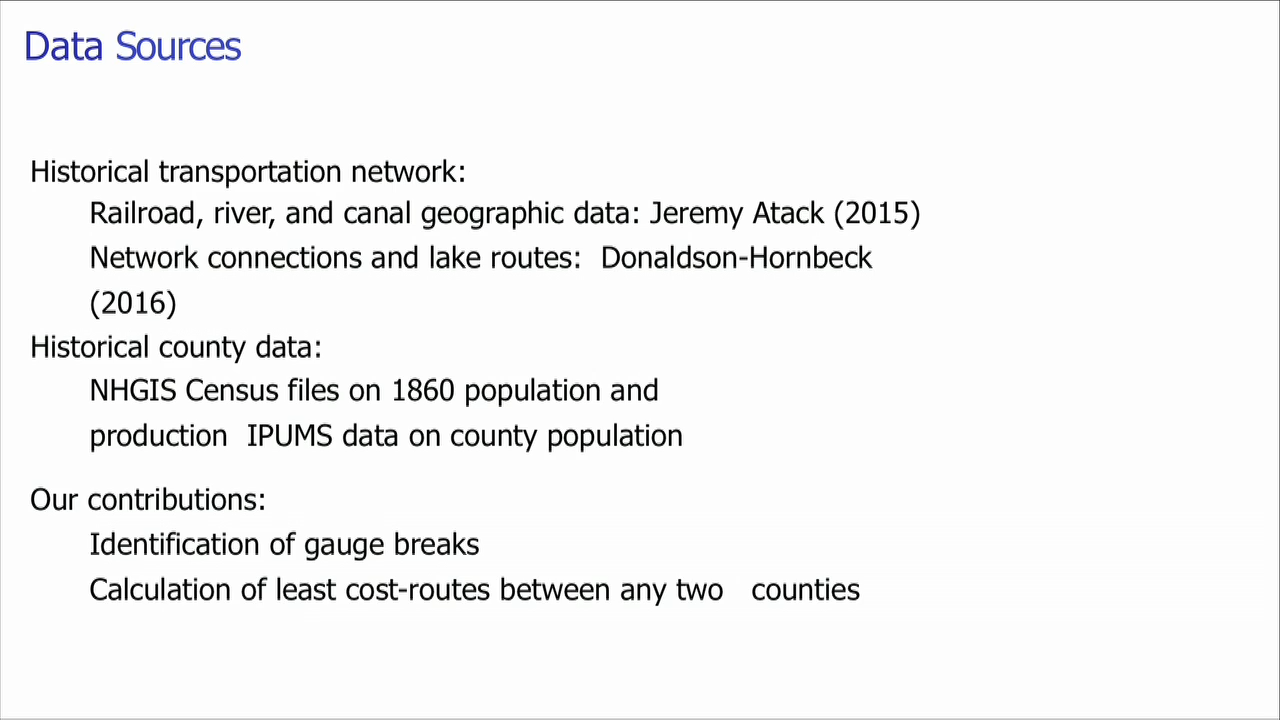 Data Sources
Historical transportation network:
Railroad, river, and canal geographic data: Jeremy Atack (2015)
Network connections and lake routes:  Donaldson-Hornbeck
(2016)
Historical county data:
NHGIS Census files on 1860 population and
production  IPUMS data on county population
Our contributions:
Identification of gauge breaks
Calculation of least cost-routes between any two   counties